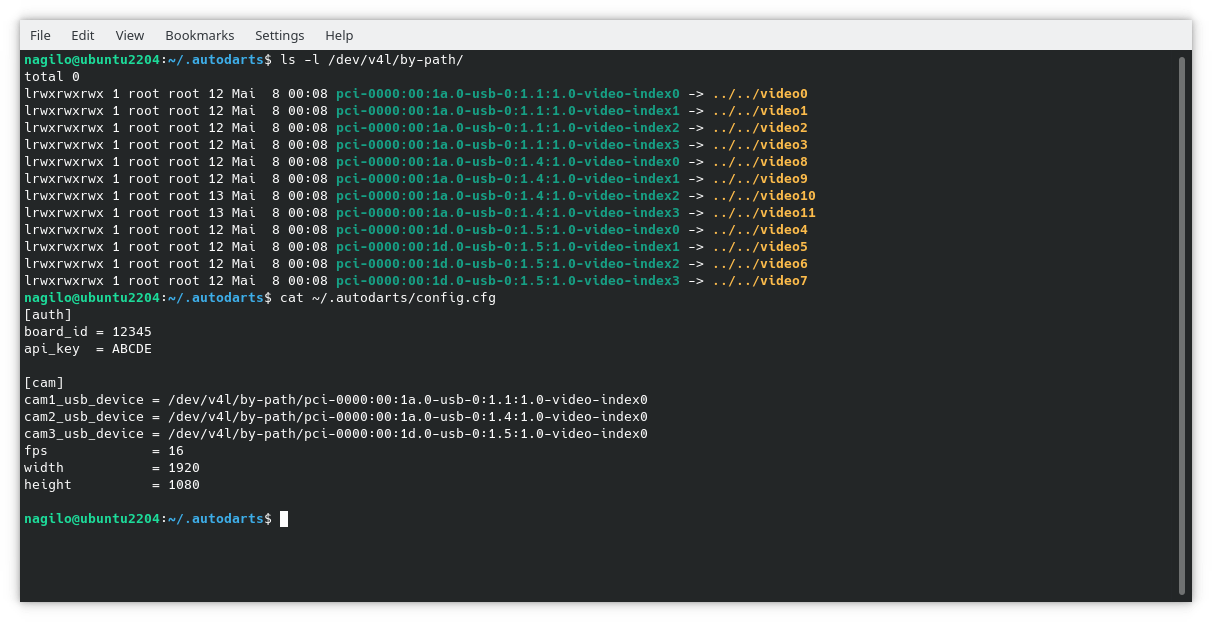 File Edit View Bookmarks Settings Help
nagilo@ubuntu2204:~/.autodarts$ ls -l /dev/v4l/by-path/
total 0
lrwxrwxrwx 1 root root 12 Mai  8 00:08 pci-0000:00:1a.0-usb-0:1.1:1.0-video-index0 -> ../../video0
lrwxrwxrwx 1 root root 12 Mai  8 00:08 pci-0000:00:1a.0-usb-0:1.1:1.0-video-index1 -> ../../video1
lrwxrwxrwx 1 root root 12 Mai  8 00:08 pci-0000:00:1a.0-usb-0:1.1:1.0-video-index2 -> ../../video2
lrwxrwxrwx 1 root root 12 Mai  8 00:08 pci-0000:00:1a.0-usb-0:1.1:1.0-video-index3 -> ../../video3
lrwxrwxrwx 1 root root 12 Mai  8 00:08 pci-0000:00:1a.0-usb-0:1.4:1.0-video-index0 -> ../../video8
lrwxrwxrwx 1 root root 12 Mai  8 00:08 pci-0000:00:1a.0-usb-0:1.4:1.0-video-index1 -> ../../video9
lrwxrwxrwx 1 root root 13 Mai  8 00:08 pci-0000:00:1a.0-usb-0:1.4:1.0-video-index2 -> ../../video10
lrwxrwxrwx 1 root root 13 Mai  8 00:08 pci-0000:00:1a.0-usb-0:1.4:1.0-video-index3 -> ../../video11
lrwxrwxrwx 1 root root 12 Mai  8 00:08 pci-0000:00:1d.0-usb-0:1.5:1.0-video-index0 -> ../../video4
lrwxrwxrwx 1 root root 12 Mai  8 00:08 pci-0000:00:1d.0-usb-0:1.5:1.0-video-index1 -> ../../video5
lrwxrwxrwx 1 root root 12 Mai  8 00:08 pci-0000:00:1d.0-usb-0:1.5:1.0-video-index2 -> ../../video6
lrwxrwxrwx 1 root root 12 Mai  8 00:08 pci-0000:00:1d.0-usb-0:1.5:1.0-video-index3 -> ../../video7
nagilo@ubuntu2204:~/.autodarts$ cat ~/.autodarts/config.cfg
[auth]
board_id = 12345
api_key  = ABCDE
[cam]
cam1_usb_device = /dev/v4l/by-path/pci-0000:00:1a.0-usb-0:1.1:1.0-video-index0
cam2_usb_device = /dev/v4l/by-path/pci-0000:00:1a.0-usb-0:1.4:1.0-video-index0
cam3_usb_device = /dev/v4l/by-path/pci-0000:00:1d.0-usb-0:1.5:1.0-video-index0
fps             = 16
width           = 1920
height          = 1080
nagilo@ubuntu2204:~/.autodarts$